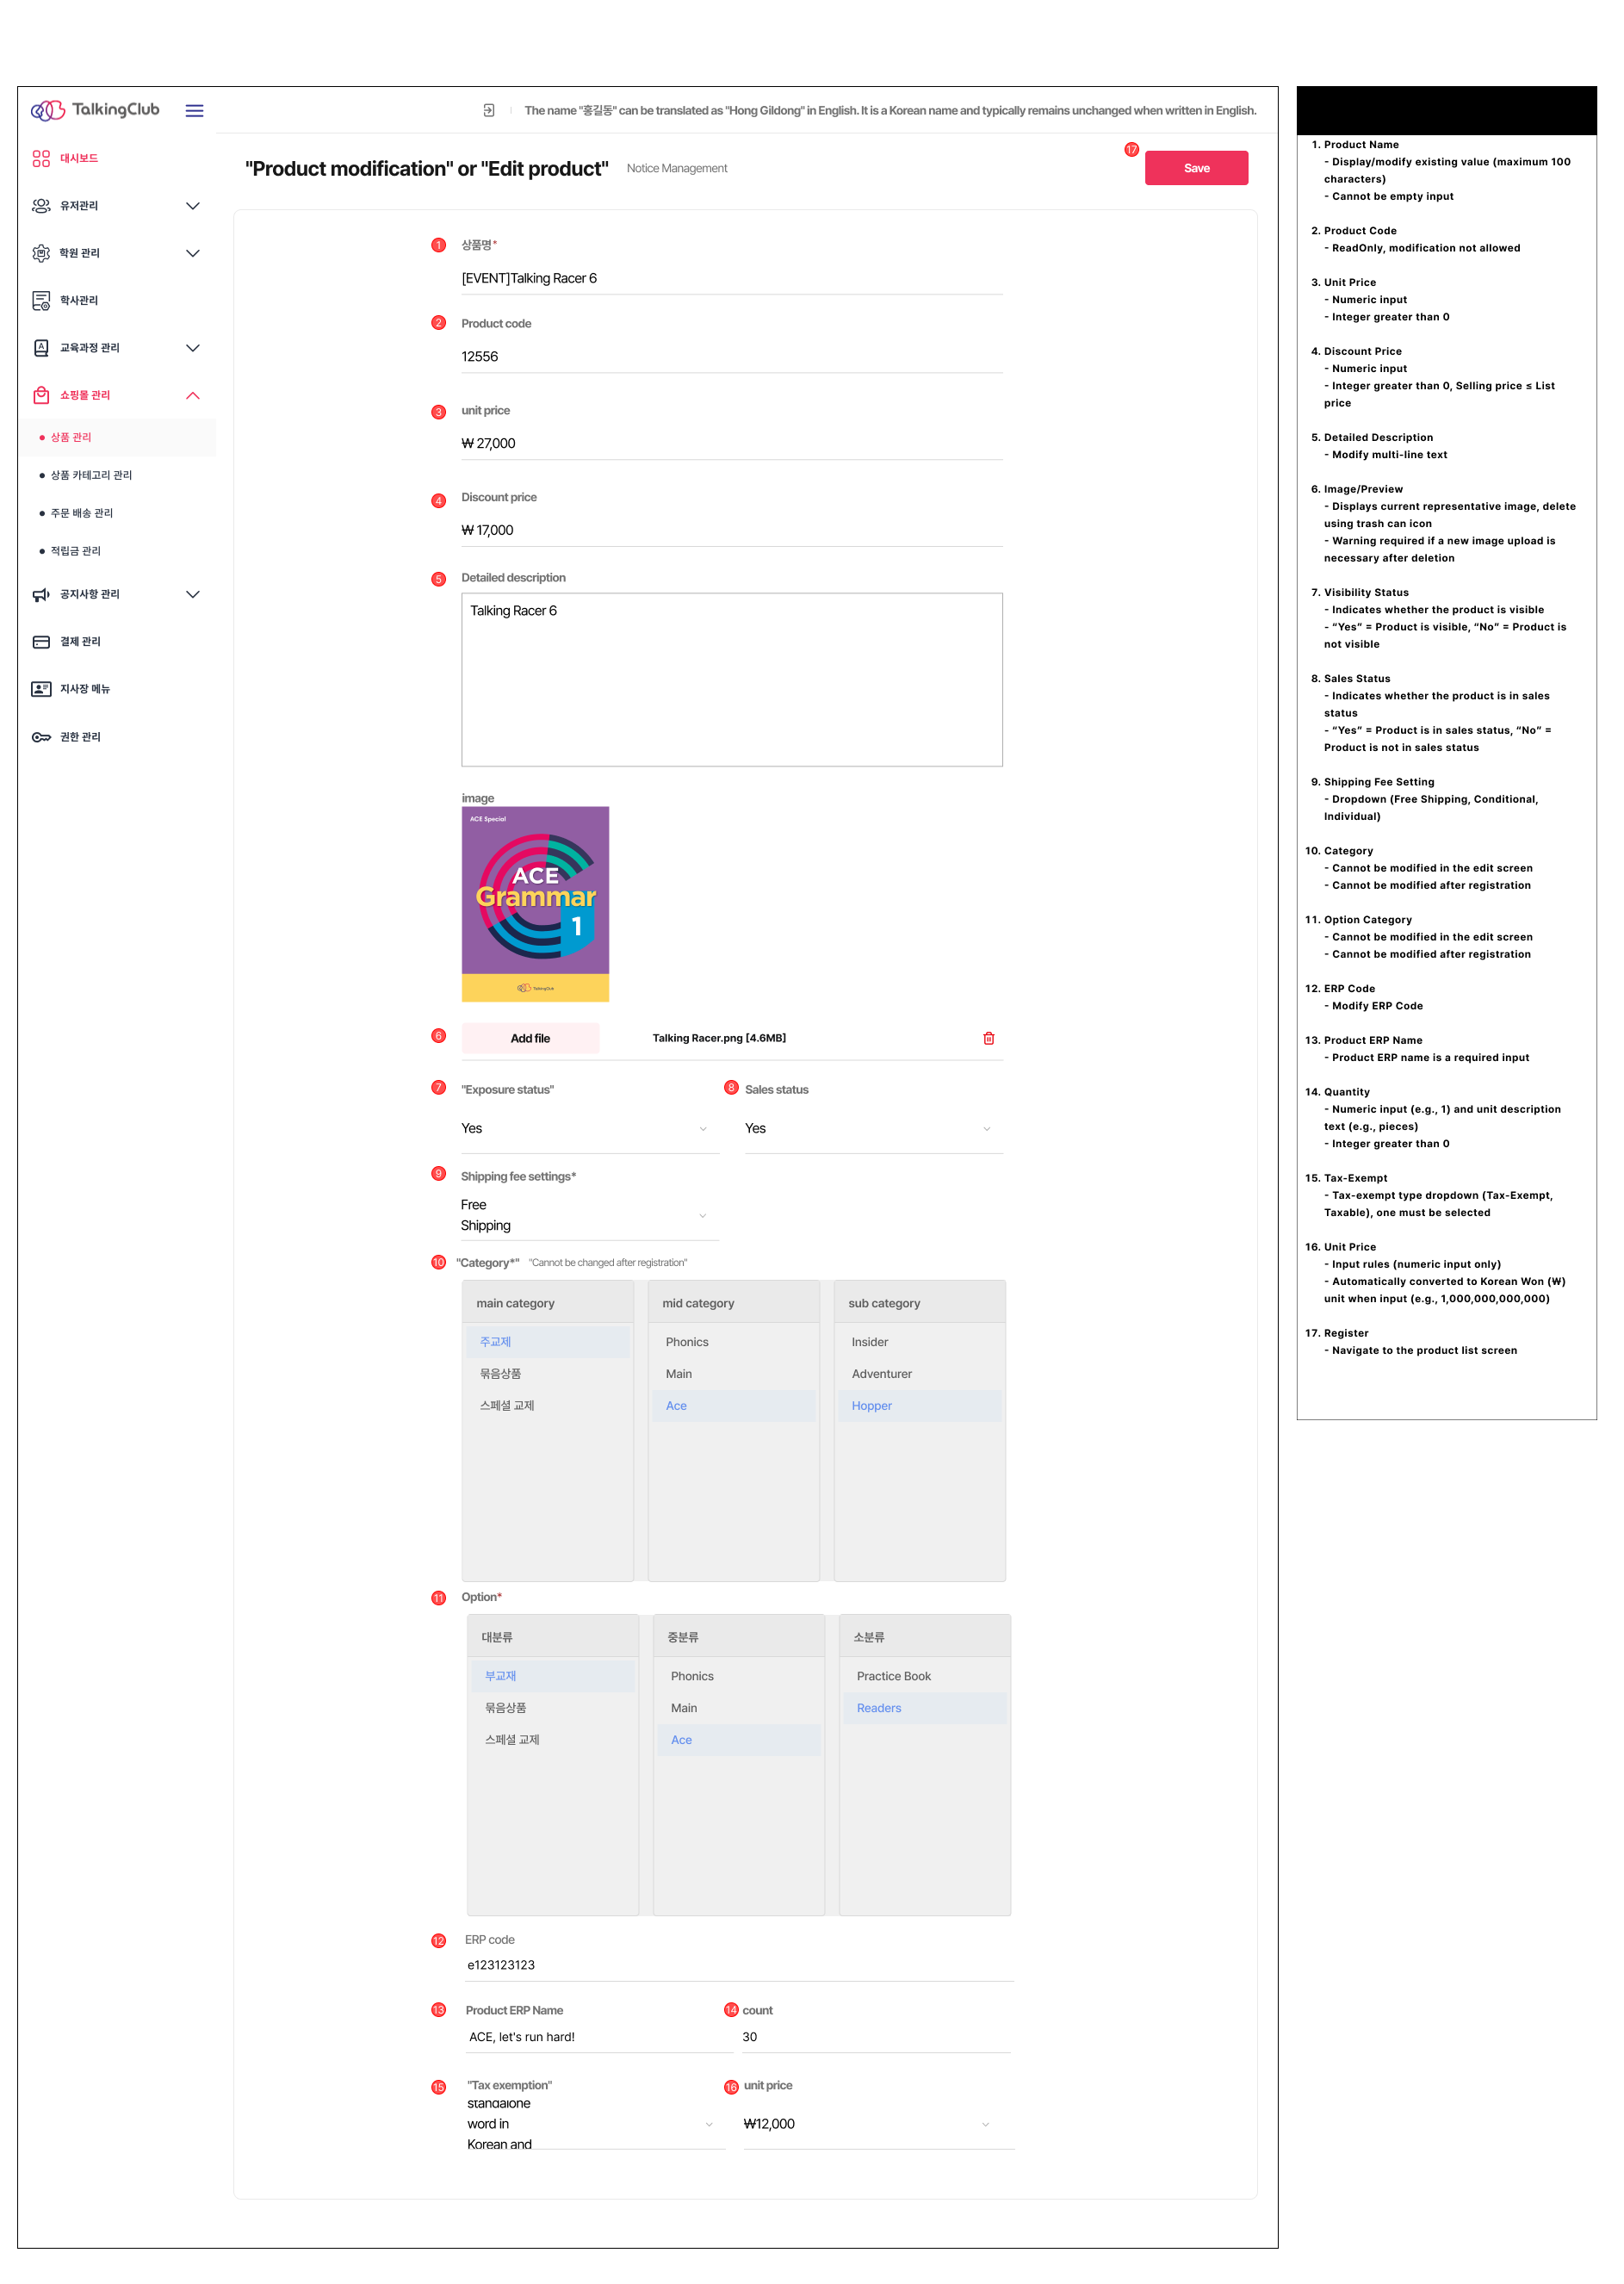 TalkingClub
The name "홍길동" can be translated as "Hong Gildong" in English. It is a Korean name and typically remains unchanged when written in English.
대시보드
유저관리
학원 관리
학사관리
교육과정 관리
쇼핑몰 관리
상품 관리
상품 카테고리 관리
주문 배송 관리
적립금 관리
공지사항 관리
결제 관리
지사장 메뉴
권한 관리
"Product modification" or "Edit product"
Notice Management
17
Save
1 상품명*
[EVENT]Talking Racer 6
2 Product code
12556
3 unit price
₩ 27,000
4 Discount price
₩ 17,000
5 Detailed description
Talking Racer 6
image
ACE Special
ACE
Grammar
1
TalkingClub
6 Add file
Talking Racer.png [4.6MB]
7 "Exposure status"
8 Sales status
Yes
Yes
9 Shipping fee settings*
Free
Shipping
10 "Category*" "Cannot be changed after registration"
main category
mid category
sub category
주교제
Phonics
Insider
묶음상품
Main
Adventurer
스페셜 교제
Ace
Hopper
11 Option*
대분류
중분류
소분류
부교재
Phonics
Practice Book
묶음상품
Main
Readers
스페셜 교제
Ace
12 ERP code
e123123123
13 Product ERP Name
14 count
ACE, let's run hard!
30
15 "Tax exemption"
16 unit price
standalone
word in
Korean and
₩12,000
1. Product Name
- Display/modify existing value (maximum 100
characters)
- Cannot be empty input
2. Product Code
- ReadOnly, modification not allowed
3. Unit Price
- Numeric input
- Integer greater than 0
4. Discount Price
- Numeric input
- Integer greater than 0, Selling price ≤ List
price
5. Detailed Description
- Modify multi-line text
6. Image/Preview
- Displays current representative image, delete
using trash can icon
- Warning required if a new image upload is
necessary after deletion
7. Visibility Status
- Indicates whether the product is visible
- “Yes” = Product is visible, “No” = Product is
not visible
8. Sales Status
- Indicates whether the product is in sales
status
- “Yes” = Product is in sales status, “No” =
Product is not in sales status
9. Shipping Fee Setting
- Dropdown (Free Shipping, Conditional,
Individual)
10. Category
- Cannot be modified in the edit screen
- Cannot be modified after registration
11. Option Category
- Cannot be modified in the edit screen
- Cannot be modified after registration
12. ERP Code
- Modify ERP Code
13. Product ERP Name
- Product ERP name is a required input
14. Quantity
- Numeric input (e.g., 1) and unit description
text (e.g., pieces)
- Integer greater than 0
15. Tax-Exempt
- Tax-exempt type dropdown (Tax-Exempt,
Taxable), one must be selected
16. Unit Price
- Input rules (numeric input only)
- Automatically converted to Korean Won (₩)
unit when input (e.g., 1,000,000,000,000)
17. Register
- Navigate to the product list screen